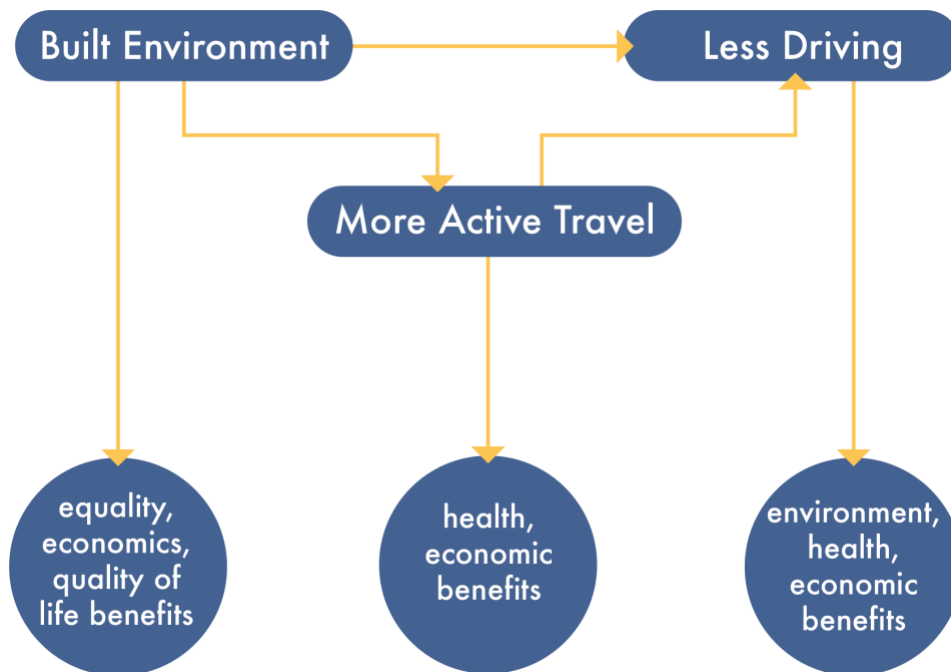 Built Environment
Less Driving
More Active Travel
equality,
economics,
quality of
life benefits
health,
economic
benefits
environment,
health,
economic
benefits